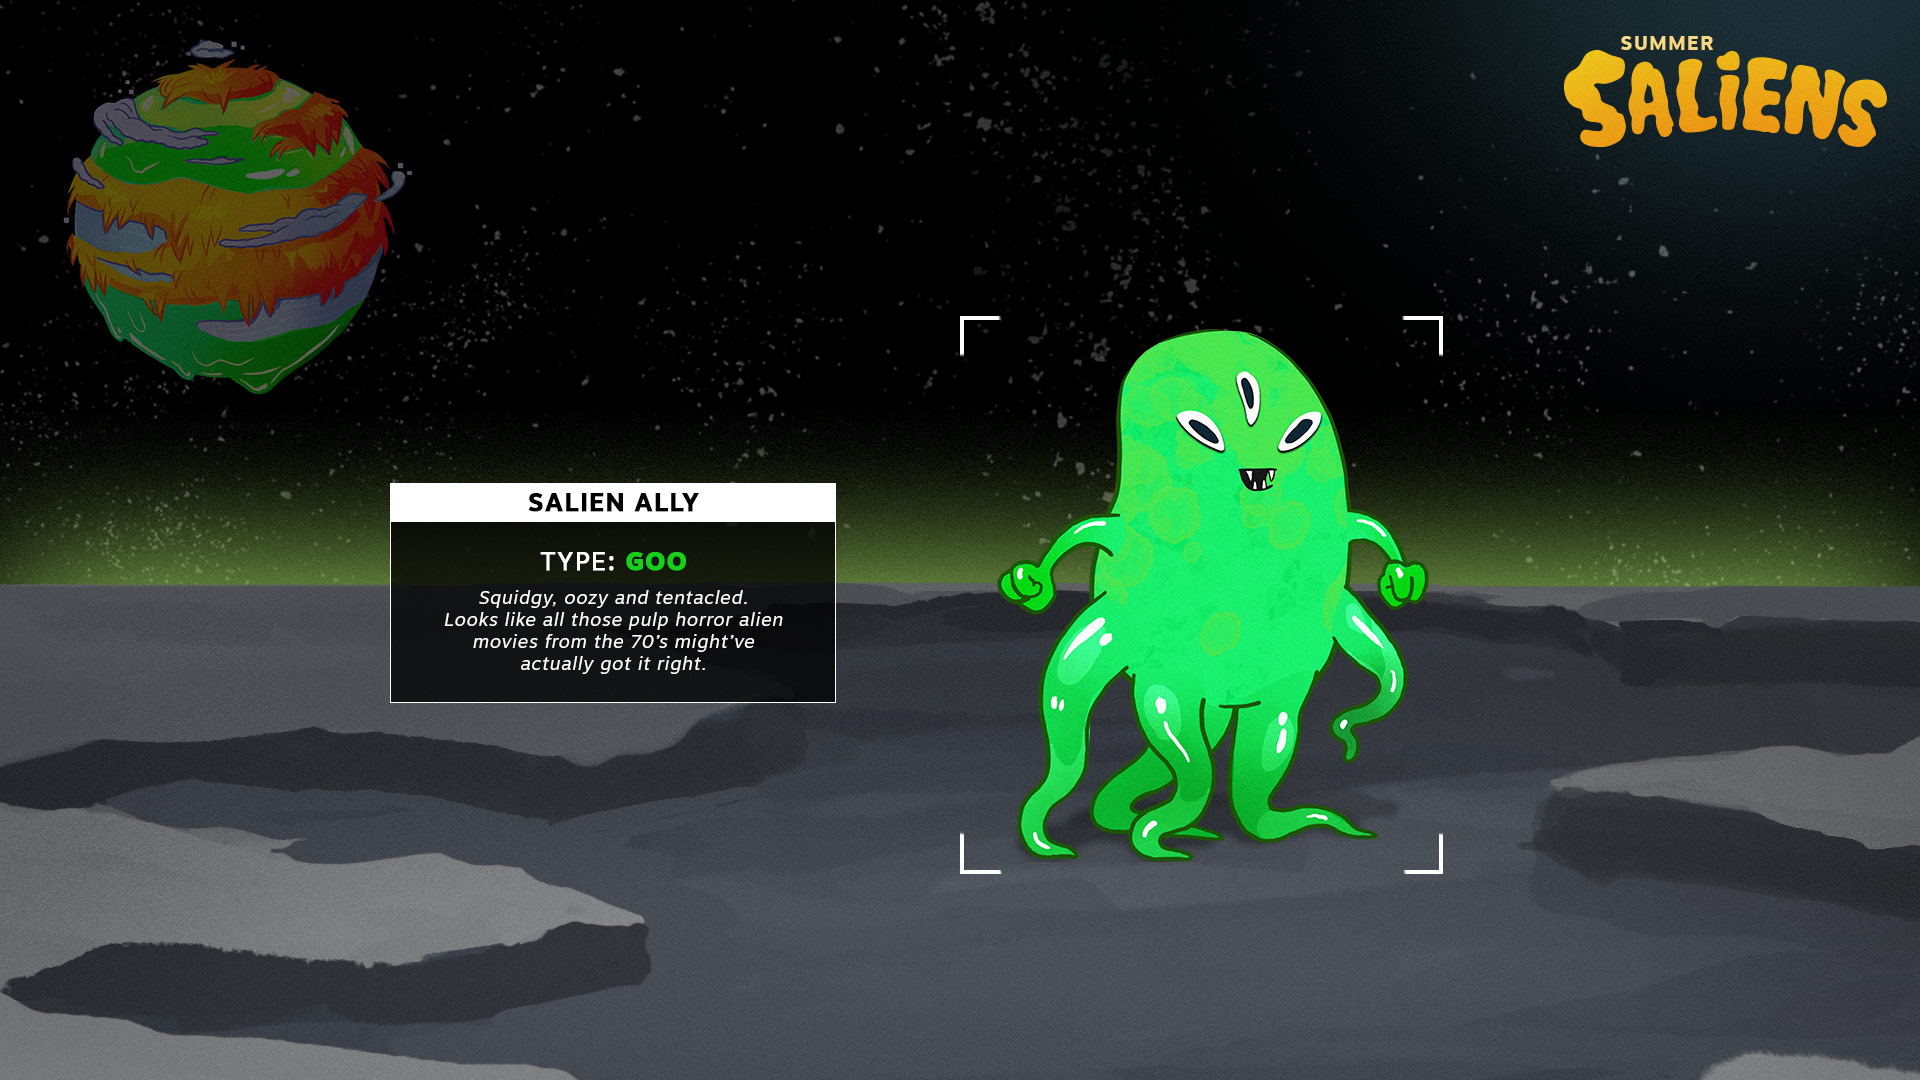 SUMMER
SALiENS
SALIEN ALLY
TYPE: GOO
Squidgy, oozy and tentacled.
Looks like all those pulp horror alien
movies from the 70's might've
actually got it right.